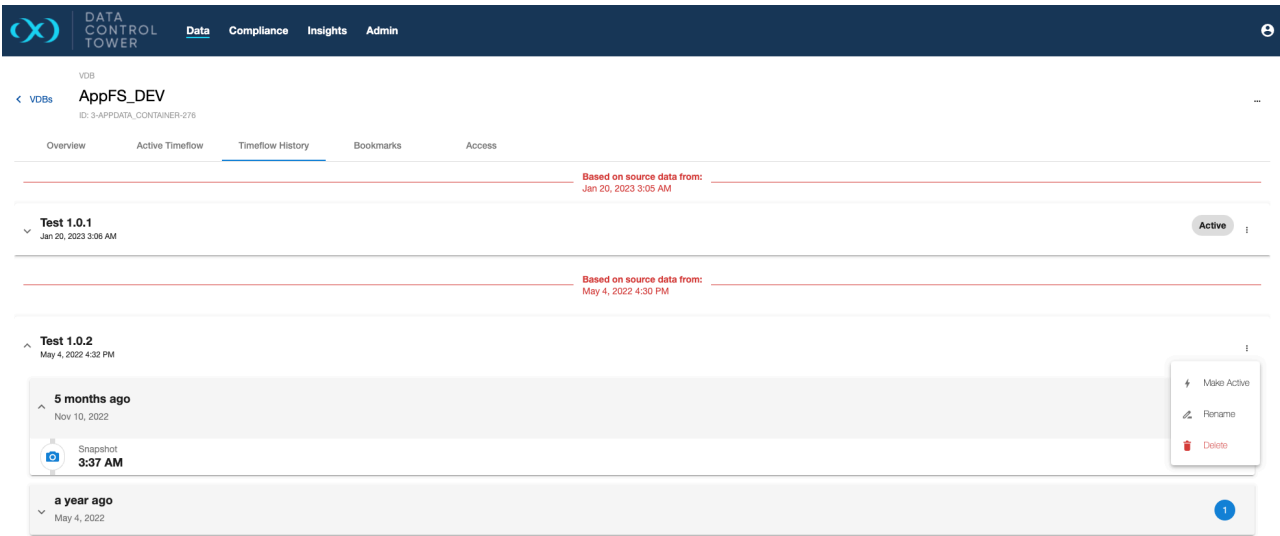 DATA
CONTROL
TOWER
Data Compliance Insights Admin
VDB
VDBs
AppFS_DEV
...
ID: 3-APPDATA_CONTAINER-276
Overview Active Timeflow Timeflow History Bookmarks Access
Based on source data from:
Jan 20, 2023 3:05 AM
Test 1.0.1
Jan 20, 2023 3:06 AM
Active
Based on source data from:
May 4, 2022 4:30 PM
Test 1.0.2
May 4, 2022 4:32 PM
Make Active
Rename
Delete
5 months ago
Nov 10, 2022
Snapshot
3:37 AM
a year ago
May 4, 2022
1